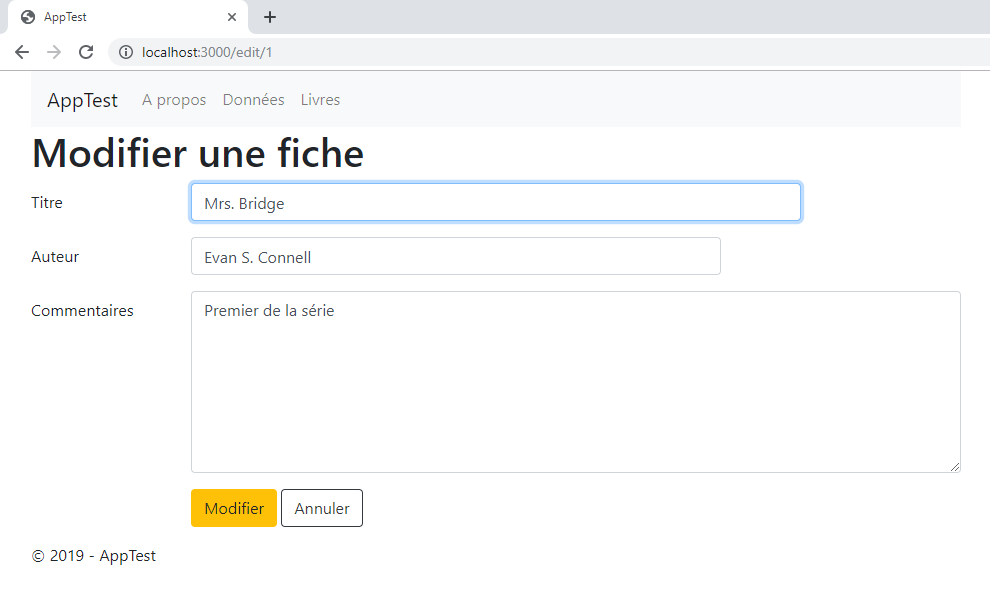 AppTest
localhost:3000/edit/1
AppTest A propos Données Livres
Modifier une fiche
Titre Mrs. Bridge
Auteur Evan S. Connell
Commentaires Premier de la série
Modifier Annuler
© 2019 - AppTest